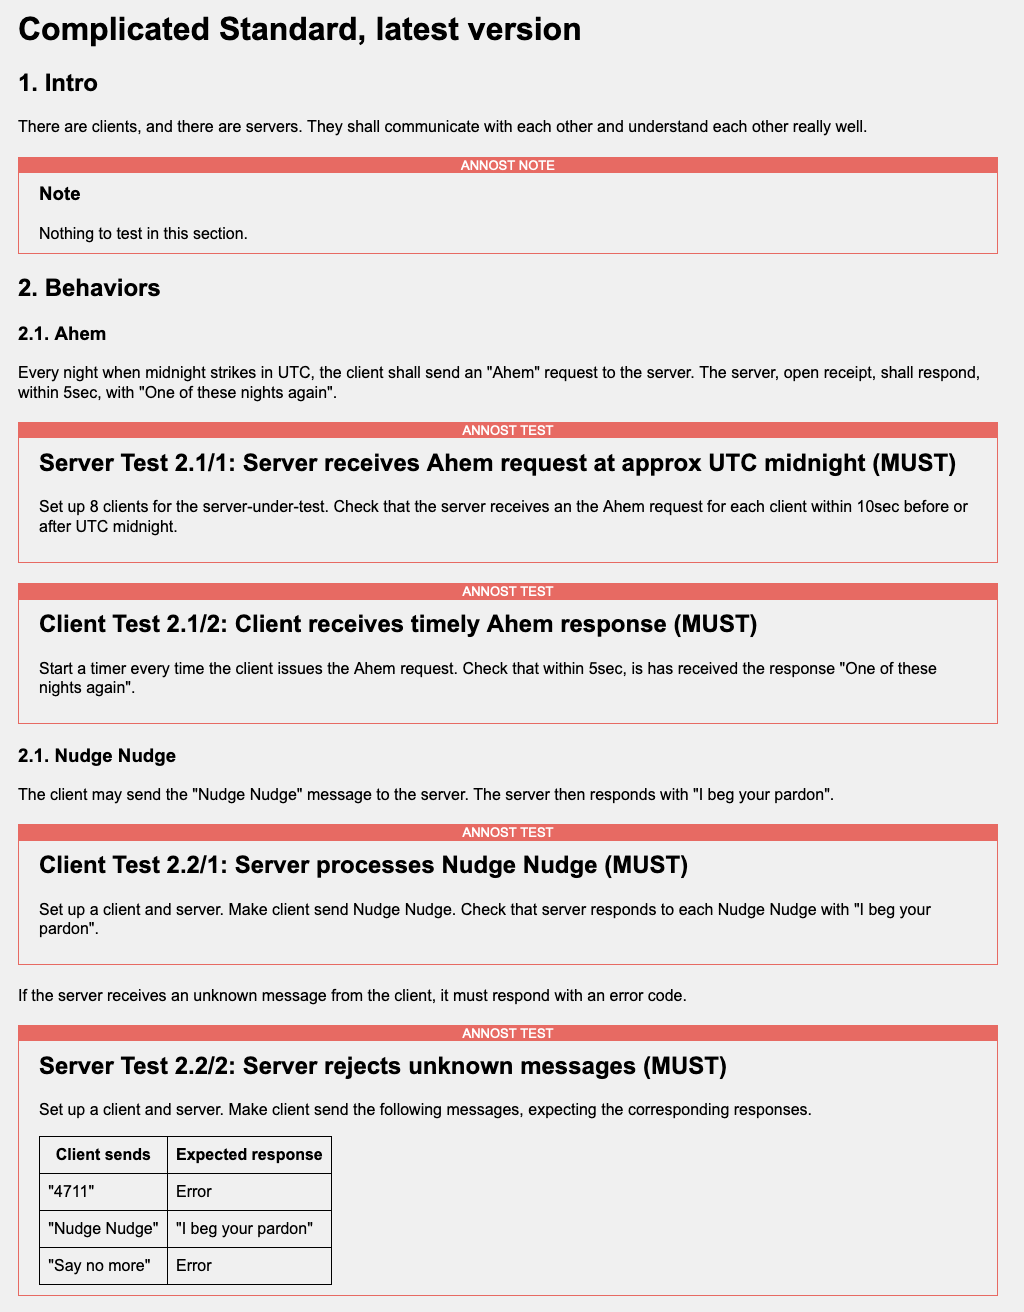 Complicated Standard, latest version
1. Intro
There are clients, and there are servers. They shall communicate with each other and understand each other really well.
ANNOST NOTE
Note
Nothing to test in this section.
2. Behaviors
2.1. Ahem
Every night when midnight strikes in UTC, the client shall send an "Ahem" request to the server. The server, open receipt, shall respond,
within 5sec, with "One of these nights again".
ANNOST TEST
Server Test 2.1/1: Server receives Ahem request at approx UTC midnight (MUST)
Set up 8 clients for the server-under-test. Check that the server receives an the Ahem request for each client within 10sec before or
after UTC midnight.
ANNOST TEST
Client Test 2.1/2: Client receives timely Ahem response (MUST)
Start a timer every time the client issues the Ahem request. Check that within 5sec, is has received the response "One of these
nights again".
2.1. Nudge Nudge
The client may send the "Nudge Nudge" message to the server. The server then responds with "I beg your pardon".
ANNOST TEST
Client Test 2.2/1: Server processes Nudge Nudge (MUST)
Set up a client and server. Make client send Nudge Nudge. Check that server responds to each Nudge Nudge with "I beg your
pardon".
If the server receives an unknown message from the client, it must respond with an error code.
ANNOST TEST
Server Test 2.2/2: Server rejects unknown messages (MUST)
Set up a client and server. Make client send the following messages, expecting the corresponding responses.
Client sends Expected response
"4711" Error
"Nudge Nudge" "I beg your pardon"
"Say no more" Error